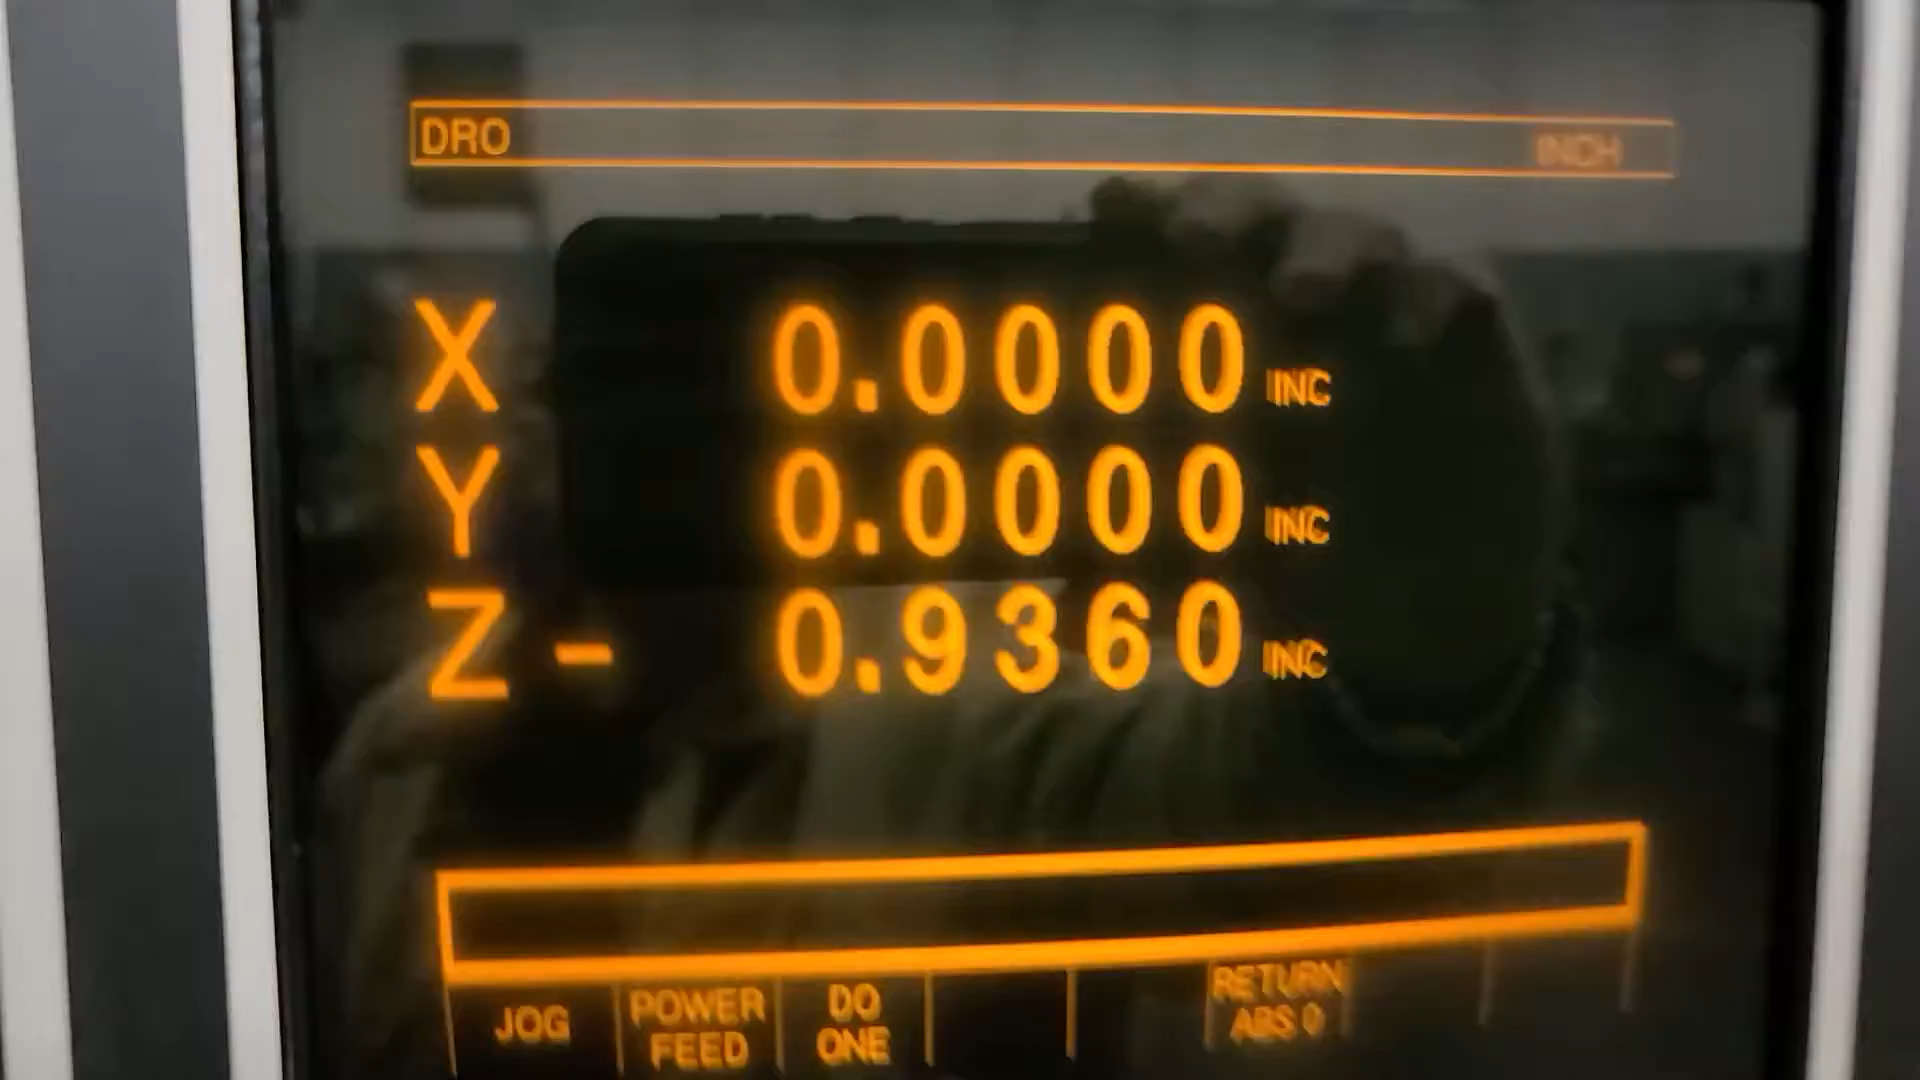 DRO INCH
X 0.0000 INC
Y 0.0000 INC
Z - 0.9360 INC
JOG POWER FEED DO ONE RETURN ABS 0